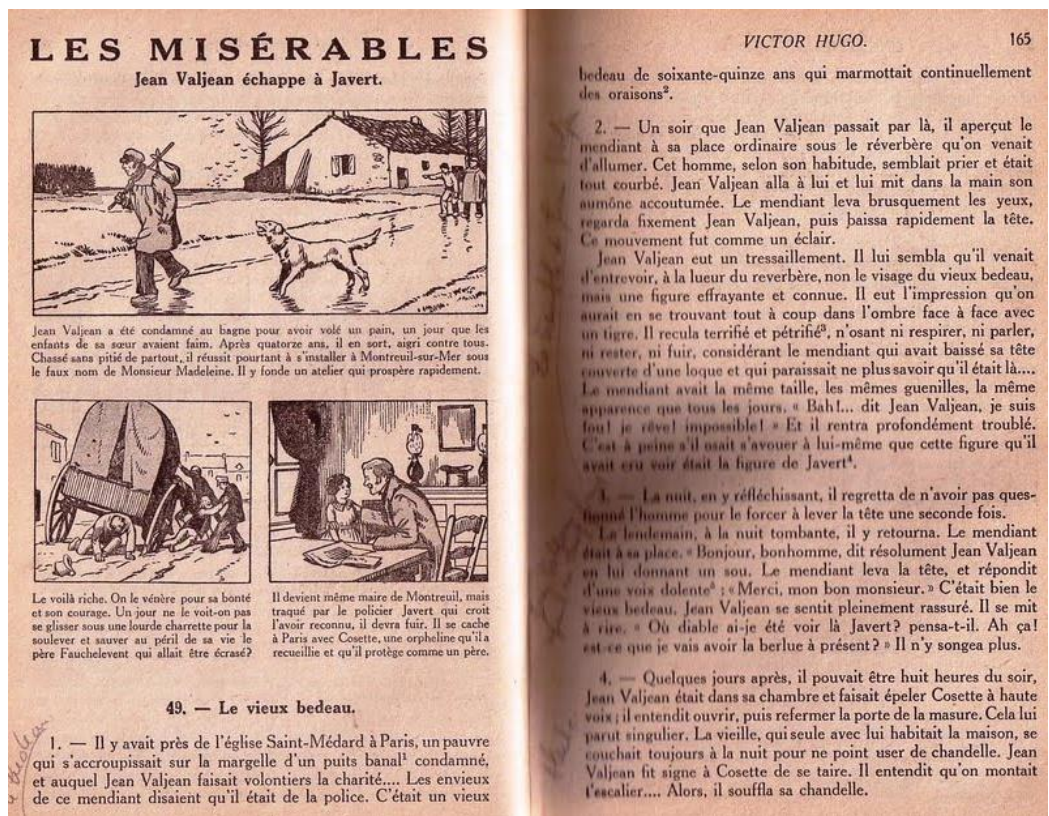 LES MISÉRABLES
Jean Valjean échappe à Javert.
Jean Valjean a été condamné au bagne pour avoir volé un pain, un jour que les
enfants de sa sœur avaient faim. Après quatorze ans, il en sort, aigri contre tous.
Chassé sans pitié de partout, il réussit pourtant à s'installer à Montreuil-sur-Mer sous
le faux nom de Monsieur Madeleine. Il y fonde un atelier qui prospère rapidement.
Le voilà riche. On le vénère pour sa bonté
et son courage. Un jour ne le voit-on pas
se glisser sous une lourde charrette pour la
soulever et sauver au péril de sa vie le
père Fauchelevent qui allait être écrasé?
Il devient même maire de Montreuil, mais
traqué par le policier Javert qui croit
l'avoir reconnu, il devra fuir. Il se cache
à Paris avec Cosette, une orpheline qu'il a
recueillie et qu'il protège comme un père.
49. — Le vieux bedeau.
1. — Il y avait près de l'église Saint-Médard à Paris, un pauvre
qui s'accroupissait sur la margelle d'un puits banal¹ condamné,
et auquel Jean Valjean faisait volontiers la charité.... Les envieux
de ce mendiant disaient qu'il était de la police. C'était un vieux
VICTOR HUGO. 165
bedeau de soixante-quinze ans qui marmottait continuellement
des oraisons².
2. — Un soir que Jean Valjean passait par là, il aperçut le
mendiant à sa place ordinaire sous le réverbère qu'on venait
d'allumer. Cet homme, selon son habitude, semblait prier et était
tout courbé. Jean Valjean alla à lui et lui mit dans la main son
aumône accoutumée. Le mendiant leva brusquement les yeux,
regarda fixement Jean Valjean, puis baissa rapidement la tête.
Ce mouvement fut comme un éclair.
Jean Valjean eut un tressaillement. Il lui sembla qu'il venait
d'entrevoir, à la lueur du reverbère, non le visage du vieux bedeau,
mais une figure effrayante et connue. Il eut l'impression qu'on
aurait en se trouvant tout à coup dans l'ombre face à face avec
un tigre. Il recula terrifié et pétrifié³, n'osant ni respirer, ni parler,
ni rester, ni fuir, considérant le mendiant qui avait baissé sa tête
couverte d'une loque et qui paraissait ne plus savoir qu'il était là....
Le mendiant avait la même taille, les mêmes guenilles, la même
apparence que tous les jours. « Bah!... dit Jean Valjean, je suis
fou! je rêve! impossible! » Et il rentra profondément troublé.
C'est à peine s'il osait s'avouer à lui-même que cette figure qu'il
avait cru voir était la figure de Javert⁴.
3. — La nuit, en y réfléchissant, il regretta de n'avoir pas ques-
tionné l'homme pour le forcer à lever la tête une seconde fois.
Le lendemain, à la nuit tombante, il y retourna. Le mendiant
était à sa place. « Bonjour, bonhomme, dit résolument Jean Valjean
en lui donnant un sou. Le mendiant leva la tête, et répondit
d'une voix dolente⁵ : « Merci, mon bon monsieur. » C'était bien le
vieux bedeau. Jean Valjean se sentit pleinement rassuré. Il se mit
à rire. « Où diable ai-je été voir là Javert? pensa-t-il. Ah ça!
est-ce que je vais avoir la berlue à présent? » Il n'y songea plus.
4. — Quelques jours après, il pouvait être huit heures du soir,
Jean Valjean était dans sa chambre et faisait épeler Cosette à haute
voix; il entendit ouvrir, puis refermer la porte de la masure. Cela lui
parut singulier. La vieille, qui seule avec lui habitait la maison, se
couchait toujours à la nuit pour ne point user de chandelle. Jean
Valjean fit signe à Cosette de se taire. Il entendit qu'on montait
l'escalier.... Alors, il souffla sa chandelle.